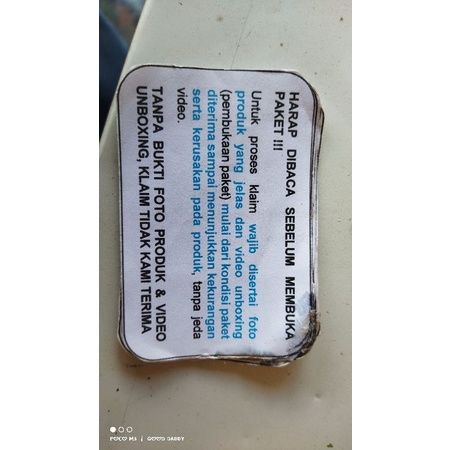 HARAP DIBACA SEBELUM MEMBUKA
PAKET !!!
Untuk proses klaim wajib disertai foto
produk yang jelas dan video unboxing
(pembukaan paket) mulai dari kondisi paket
diterima sampai menunjukkan kekurangan
serta kerusakan pada produk, tanpa jeda
video.
TANPA BUKTI FOTO PRODUK & VIDEO
UNBOXING, KLAIM TIDAK KAMI TERIMA
POCO M3 | GOOD DADDY